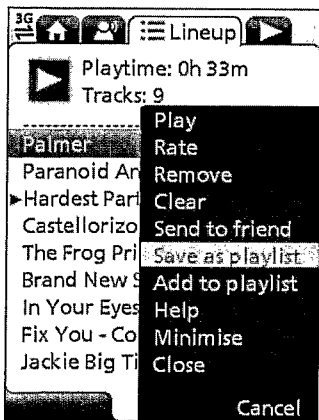 3G
Lineup
Playtime: 0h 33m
Tracks: 9
Palmer
Paranoid An
Hardest Part
Castellorizo
The Frog Pri
Brand New S
In Your Eyes
Fix You - Co
Jackie Big Ti
Play
Rate
Remove
Clear
Send to friend
Save as playlist
Add to playlist
Help
Minimise
Close
Cancel